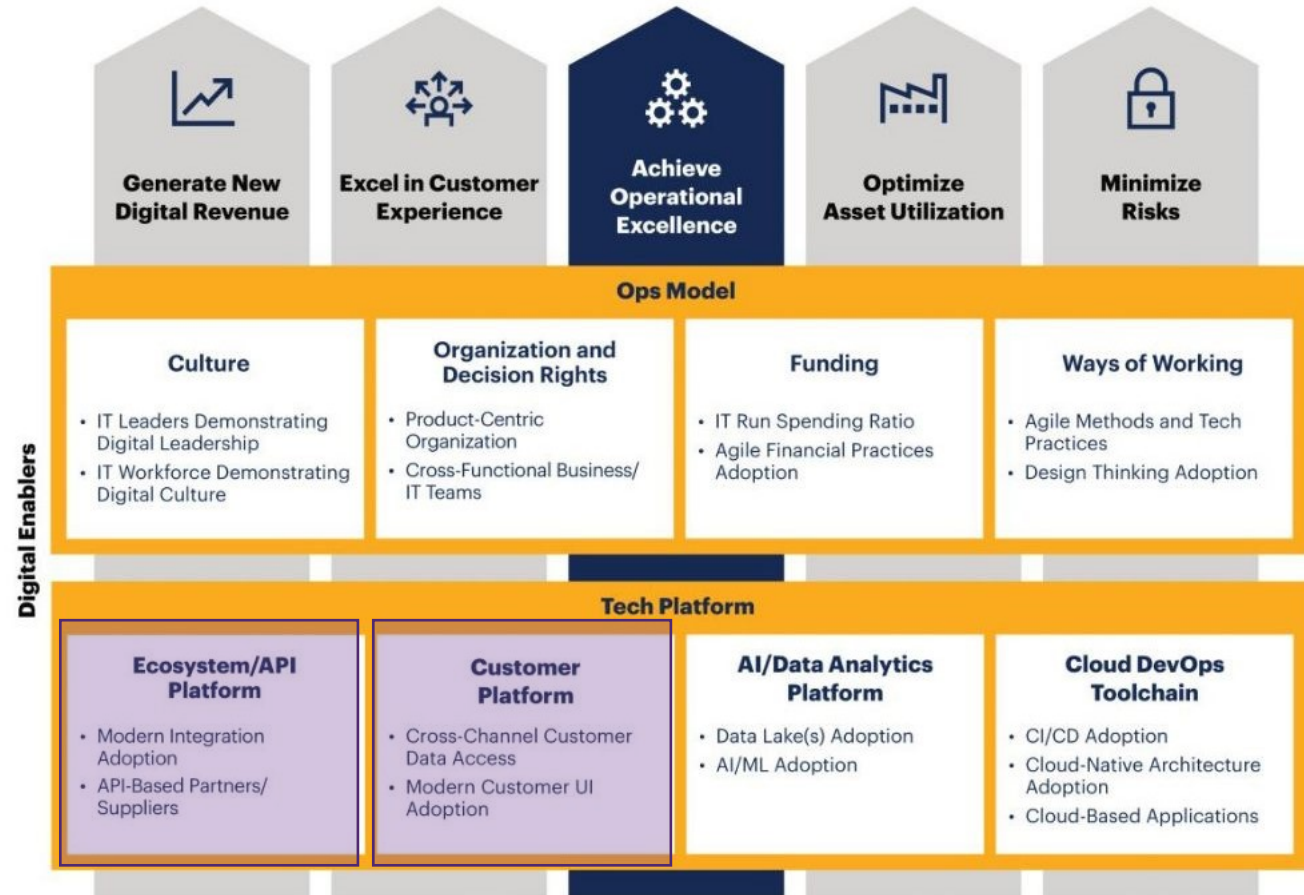 Generate New
Digital Revenue
Excel in Customer
Experience
Achieve
Operational
Excellence
Optimize
Asset Utilization
Minimize
Risks
Digital Enablers
Ops Model
Culture
• IT Leaders Demonstrating
Digital Leadership
• IT Workforce Demonstrating
Digital Culture
Organization and
Decision Rights
• Product-Centric
Organization
• Cross-Functional Business/
IT Teams
Funding
• IT Run Spending Ratio
• Agile Financial Practices
Adoption
Ways of Working
• Agile Methods and Tech
Practices
• Design Thinking Adoption
Tech Platform
Ecosystem/API
Platform
• Modern Integration
Adoption
• API-Based Partners/
Suppliers
Customer
Platform
• Cross-Channel Customer
Data Access
• Modern Customer UI
Adoption
AI/Data Analytics
Platform
• Data Lake(s) Adoption
• AI/ML Adoption
Cloud DevOps
Toolchain
• CI/CD Adoption
• Cloud-Native Architecture
Adoption
• Cloud-Based Applications